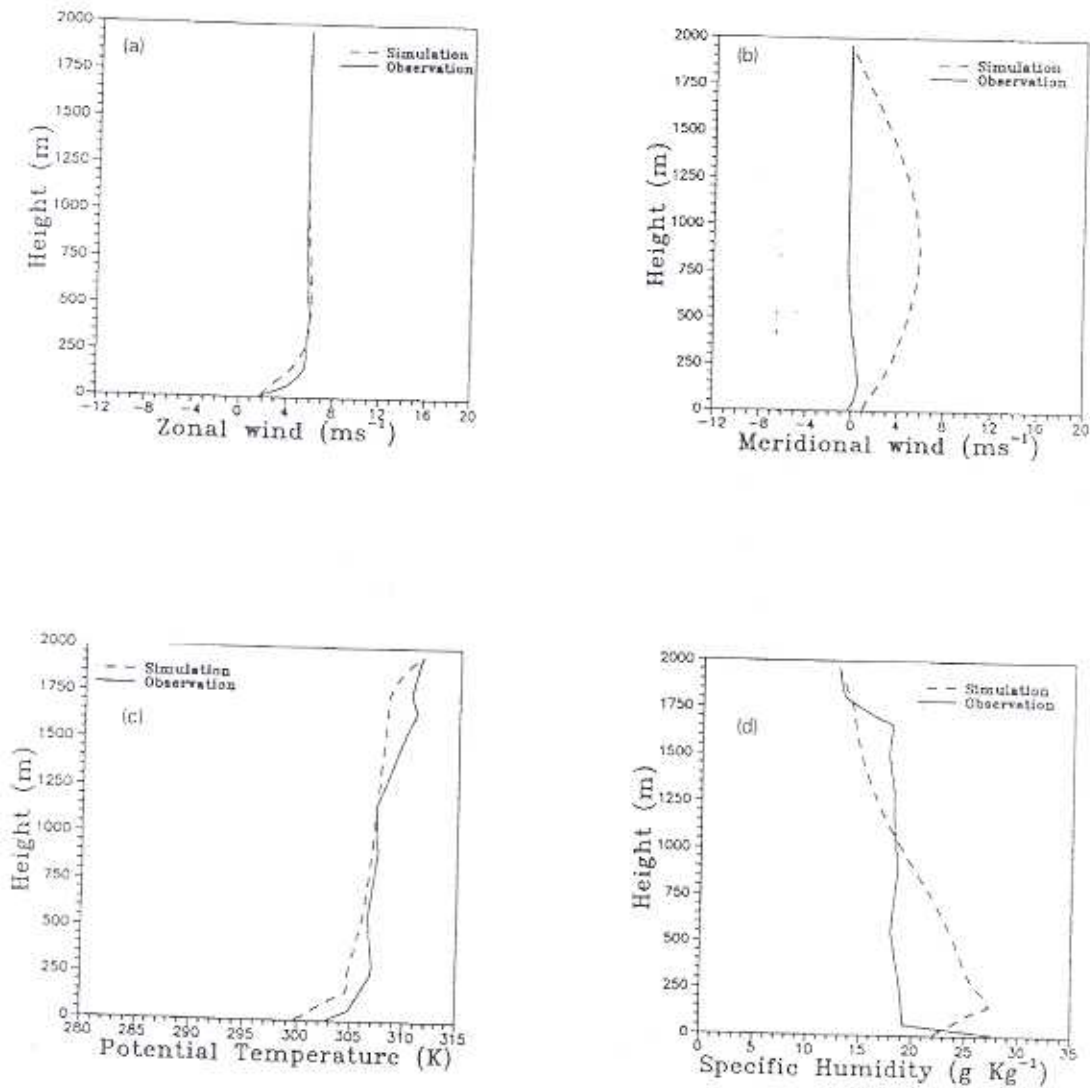 (a)
Simulation
Observation
2000
1750
1500
1250
1000
750
500
250
0
Height (m)
-12 -8 -4 0 4 8 12 16 20
Zonal wind (ms⁻¹)
(b)
Simulation
Observation
2000
1750
1500
1250
1000
750
500
250
0
Height (m)
-12 -8 -4 0 4 8 12 16 20
Meridional wind (ms⁻¹)
(c)
Simulation
Observation
2000
1750
1500
1250
1000
750
500
250
0
Height (m)
280 285 290 295 300 305 310 315
Potential Temperature (K)
(d)
Simulation
Observation
2000
1750
1500
1250
1000
750
500
250
0
Height (m)
0 5 10 15 20 25 30 35
Specific Humidity (g Kg⁻¹)